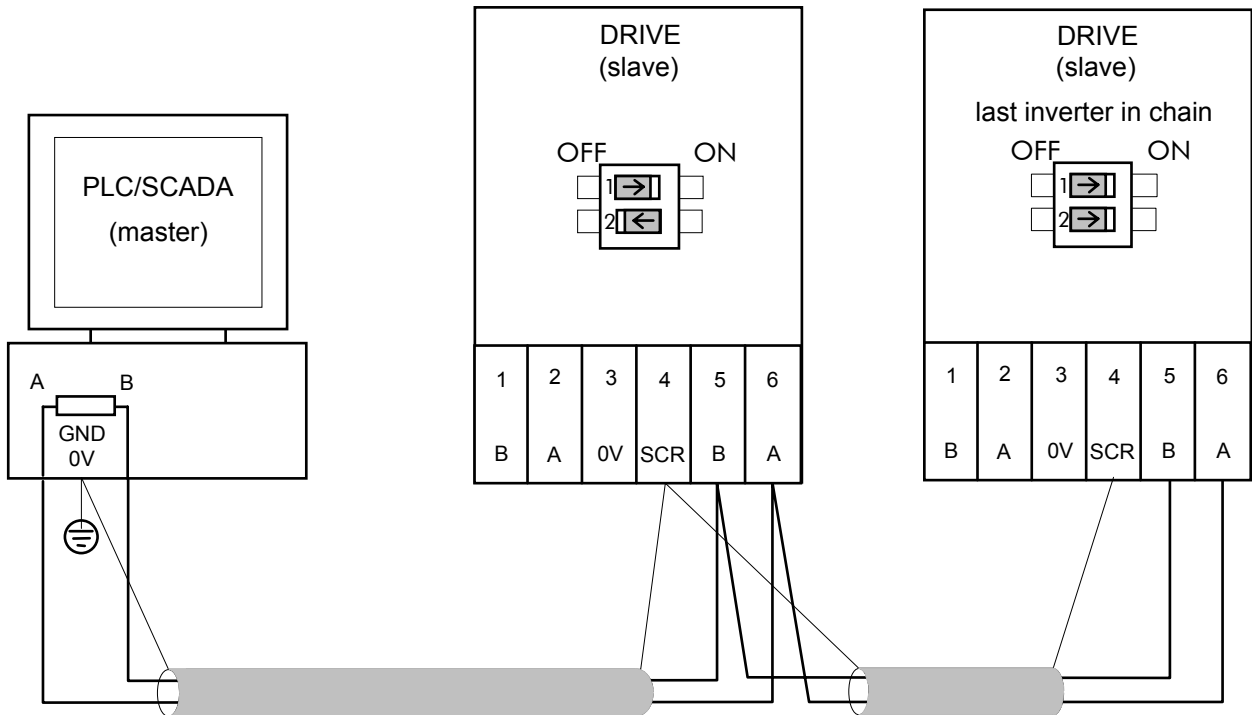 PLC/SCADA
(master)
A B
GND
0V
DRIVE
(slave)
OFF ON
1
2
1 2 3 4 5 6
B A 0V SCR B A
DRIVE
(slave)
last inverter in chain
OFF ON
1
2
1 2 3 4 5 6
B A 0V SCR B A